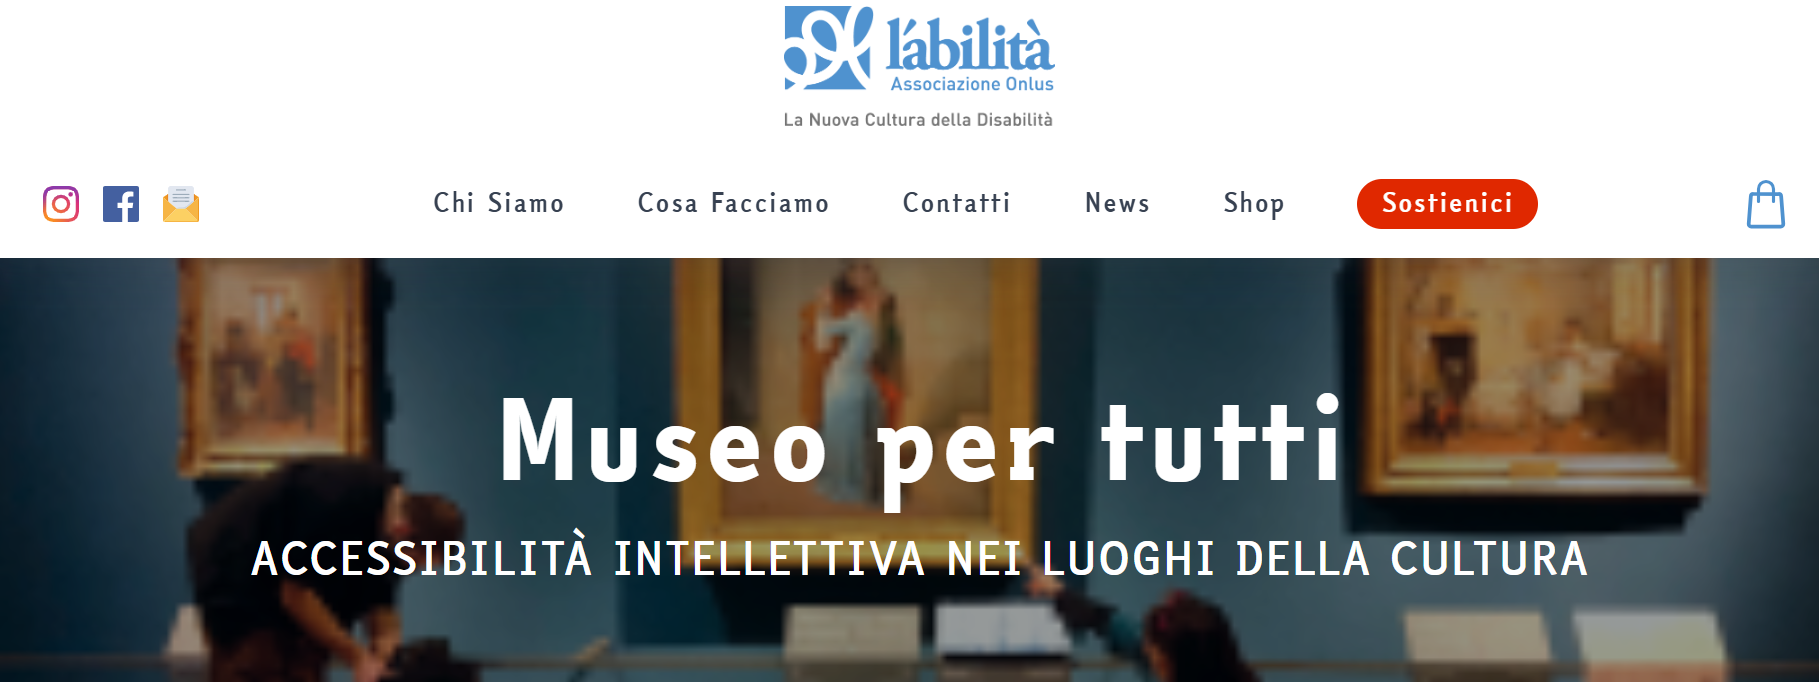 l'abilità
Associazione Onlus
La Nuova Cultura della Disabilità
Chi Siamo
Cosa Facciamo
Contatti
News
Shop
Sostienici
Museo per tutti
ACCESSIBILITÀ INTELLETTIVA NEI LUOGHI DELLA CULTURA